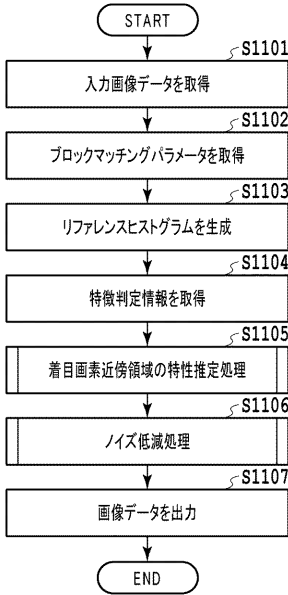 START
S1101
入力画像データを取得
S1102
ブロックマッチングパラメータを取得
S1103
リファレンスヒストグラムを生成
S1104
特徴判定情報を取得
S1105
着目画素近傍領域の特性推定処理
S1106
ノイズ低減処理
S1107
画像データを出力
END